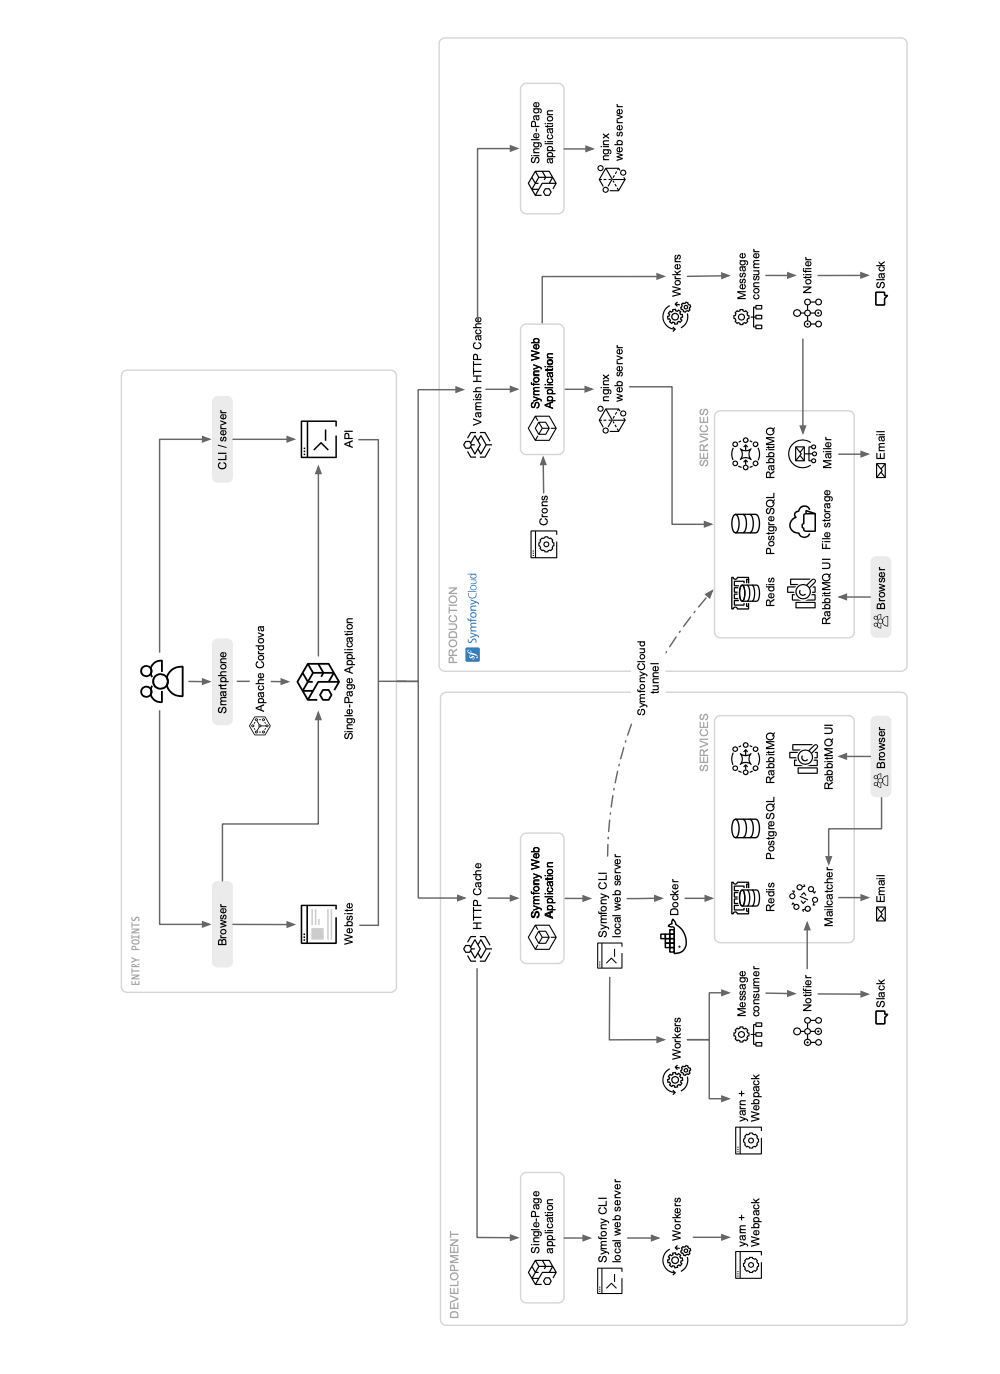 ENTRY POINTS
Browser
Smartphone
CLI / server
Apache Cordova
Website
Single-Page Application
API
DEVELOPMENT
HTTP Cache
Single-Page
application
Symfony Web
Application
Symfony CLI
local web server
Symfony CLI
local web server
Workers
Workers
Docker
yarn +
Webpack
yarn +
Webpack
Message
consumer
Notifier
Slack
SERVICES
Redis
PostgreSQL
RabbitMQ
Mailcatcher
RabbitMQ UI
Email
Browser
SymfonyCloud
tunnel
PRODUCTION
sf SymfonyCloud
Varnish HTTP Cache
Crons
Symfony Web
Application
Single-Page
application
nginx
web server
nginx
web server
Workers
Message
consumer
Notifier
Slack
SERVICES
Redis
PostgreSQL
RabbitMQ
RabbitMQ UI
File storage
Mailer
Browser
Email